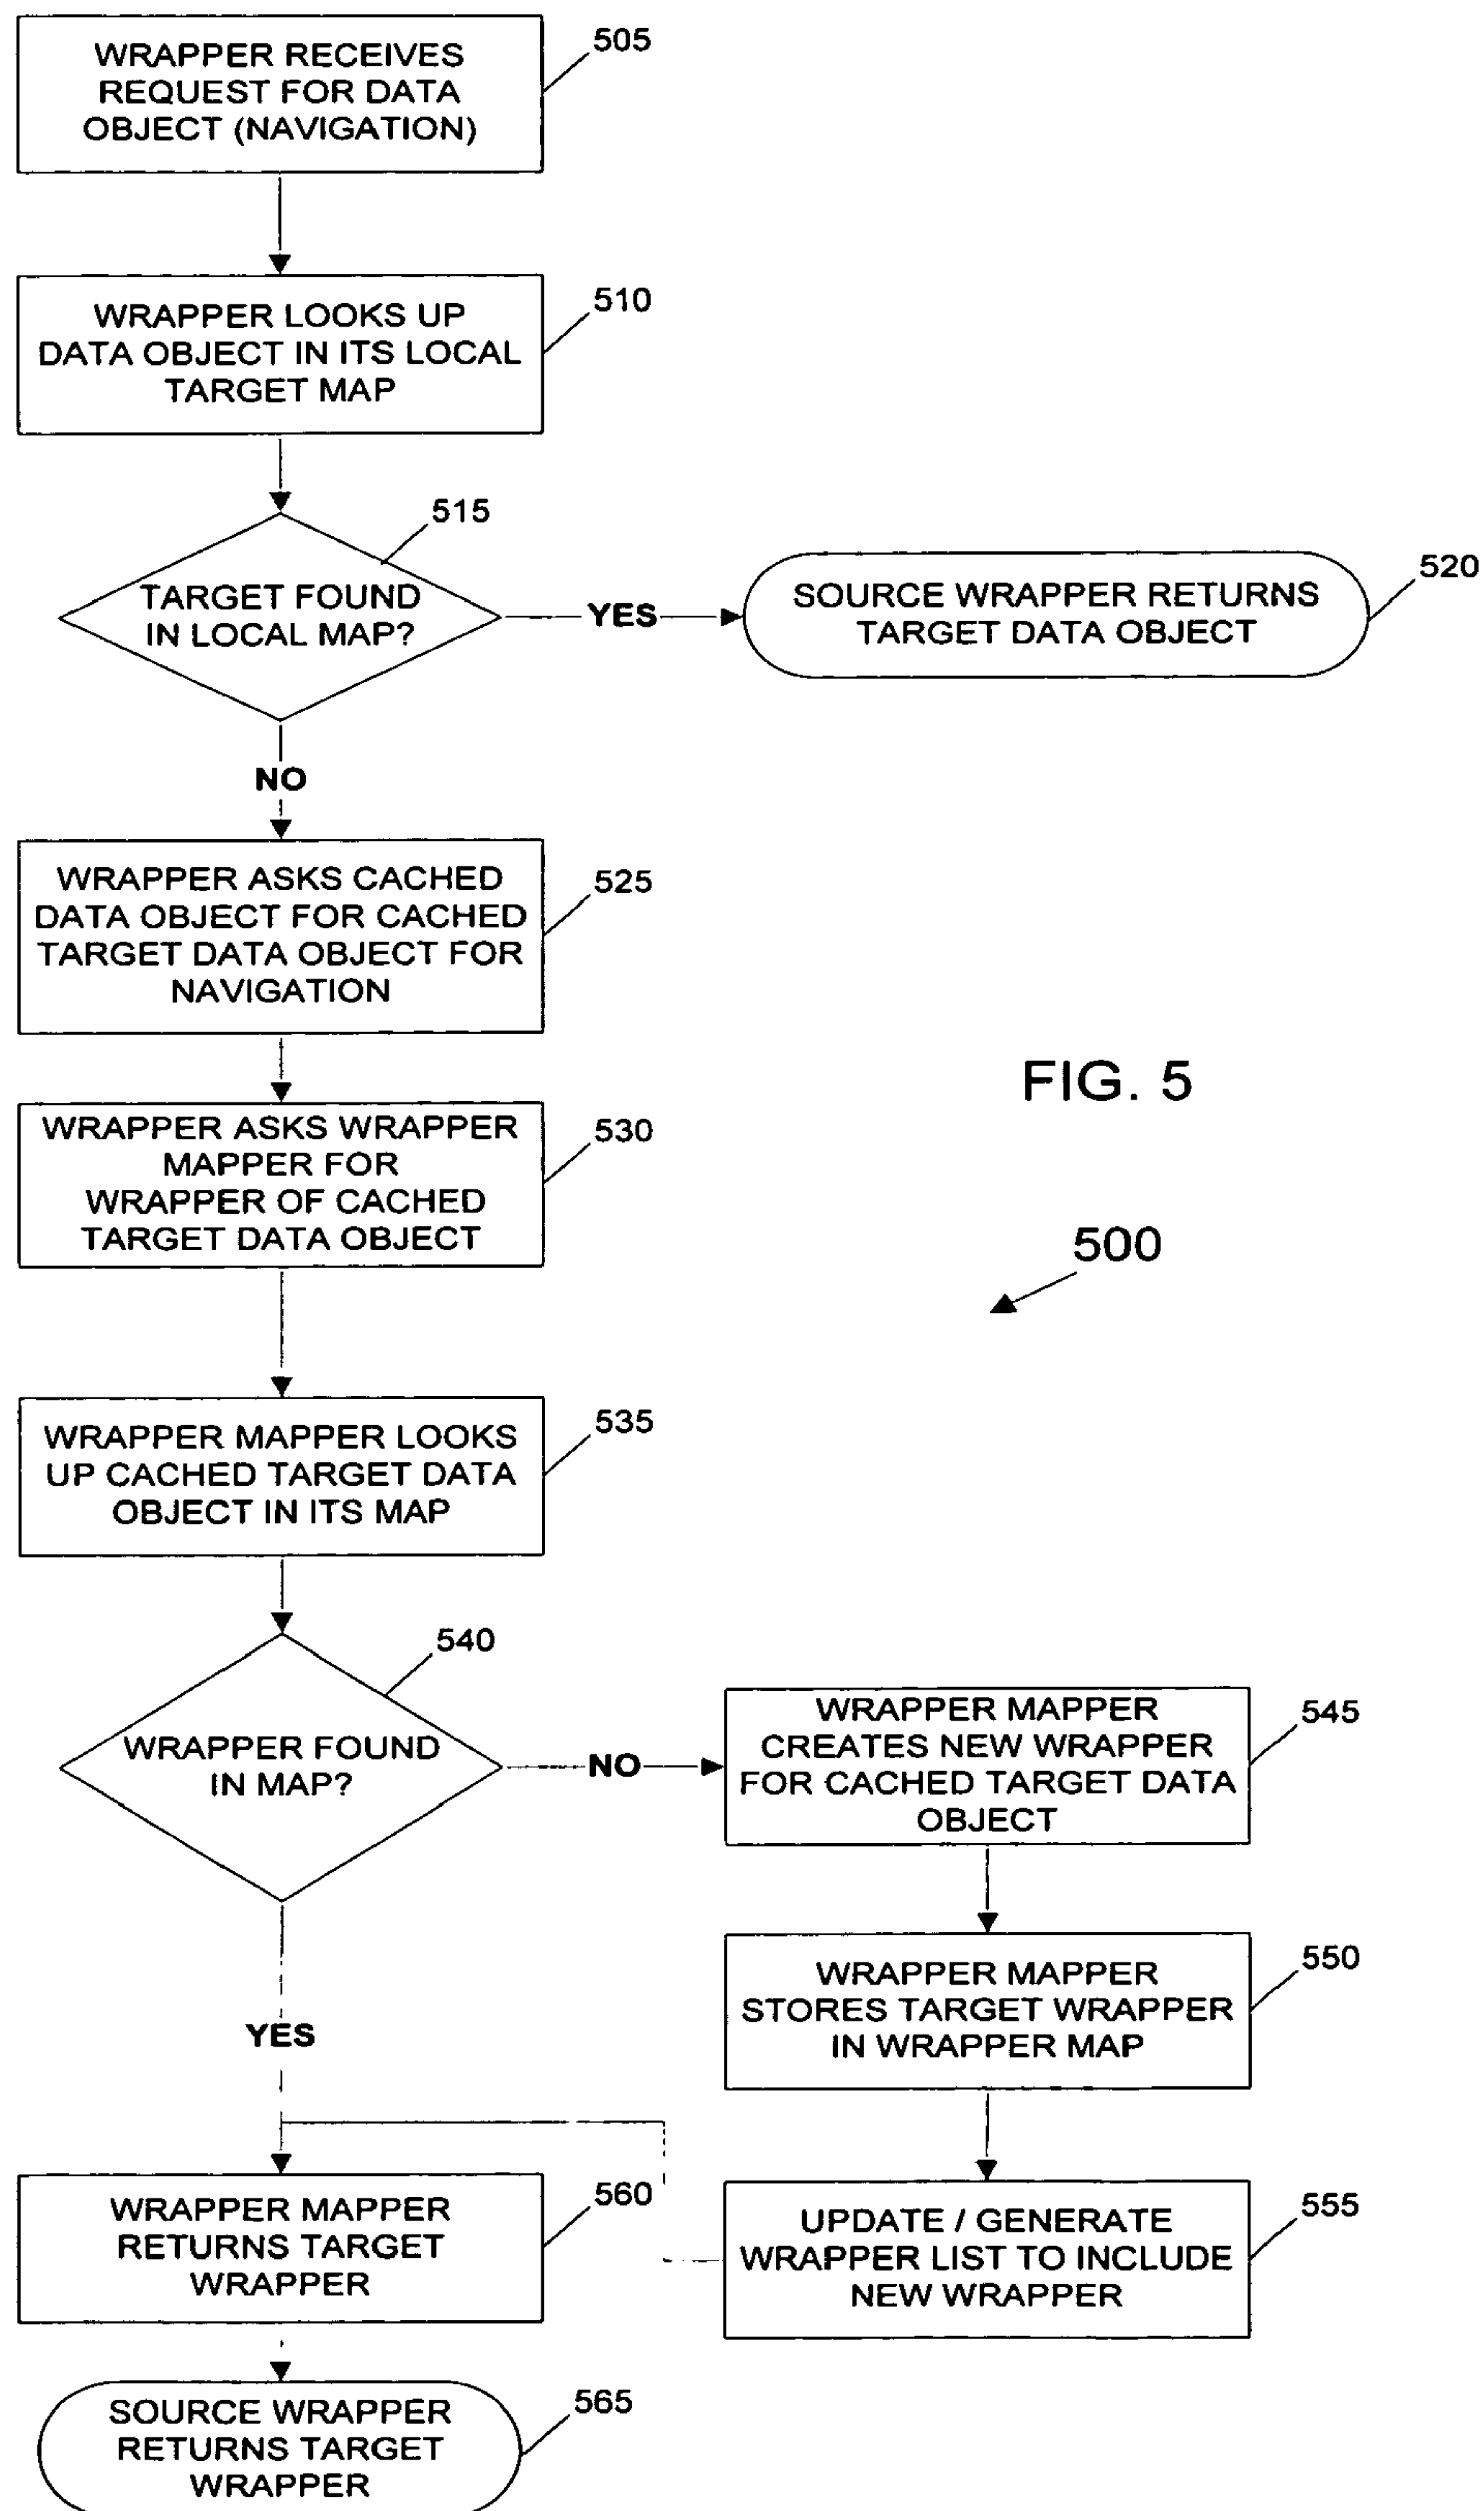 WRAPPER RECEIVES
REQUEST FOR DATA
OBJECT (NAVIGATION)
505
WRAPPER LOOKS UP
DATA OBJECT IN ITS LOCAL
TARGET MAP
510
515
TARGET FOUND
IN LOCAL MAP?
YES
SOURCE WRAPPER RETURNS
TARGET DATA OBJECT
520
NO
WRAPPER ASKS CACHED
DATA OBJECT FOR CACHED
TARGET DATA OBJECT FOR
NAVIGATION
525
FIG. 5
WRAPPER ASKS WRAPPER
MAPPER FOR
WRAPPER OF CACHED
TARGET DATA OBJECT
530
500
WRAPPER MAPPER LOOKS
UP CACHED TARGET DATA
OBJECT IN ITS MAP
535
540
WRAPPER FOUND
IN MAP?
NO
WRAPPER MAPPER
CREATES NEW WRAPPER
FOR CACHED TARGET DATA
OBJECT
545
WRAPPER MAPPER
STORES TARGET WRAPPER
IN WRAPPER MAP
550
YES
UPDATE / GENERATE
WRAPPER LIST TO INCLUDE
NEW WRAPPER
555
WRAPPER MAPPER
RETURNS TARGET
WRAPPER
560
SOURCE WRAPPER
RETURNS TARGET
WRAPPER
565